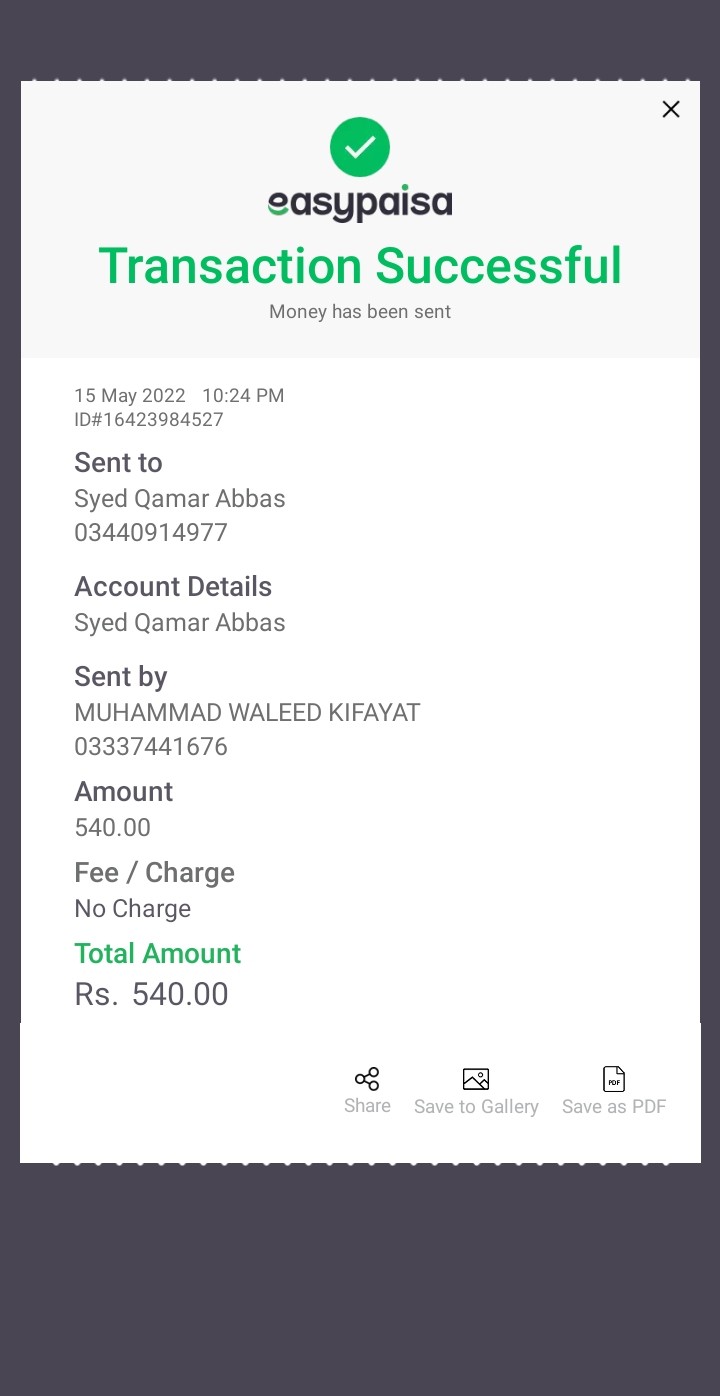 easypaisa
Transaction Successful
Money has been sent
15 May 2022 10:24 PM
ID#16423984527
Sent to
Syed Qamar Abbas
03440914977
Account Details
Syed Qamar Abbas
Sent by
MUHAMMAD WALEED KIFAYAT
03337441676
Amount
540.00
Fee / Charge
No Charge
Total Amount
Rs. 540.00
PDF
Share Save to Gallery Save as PDF